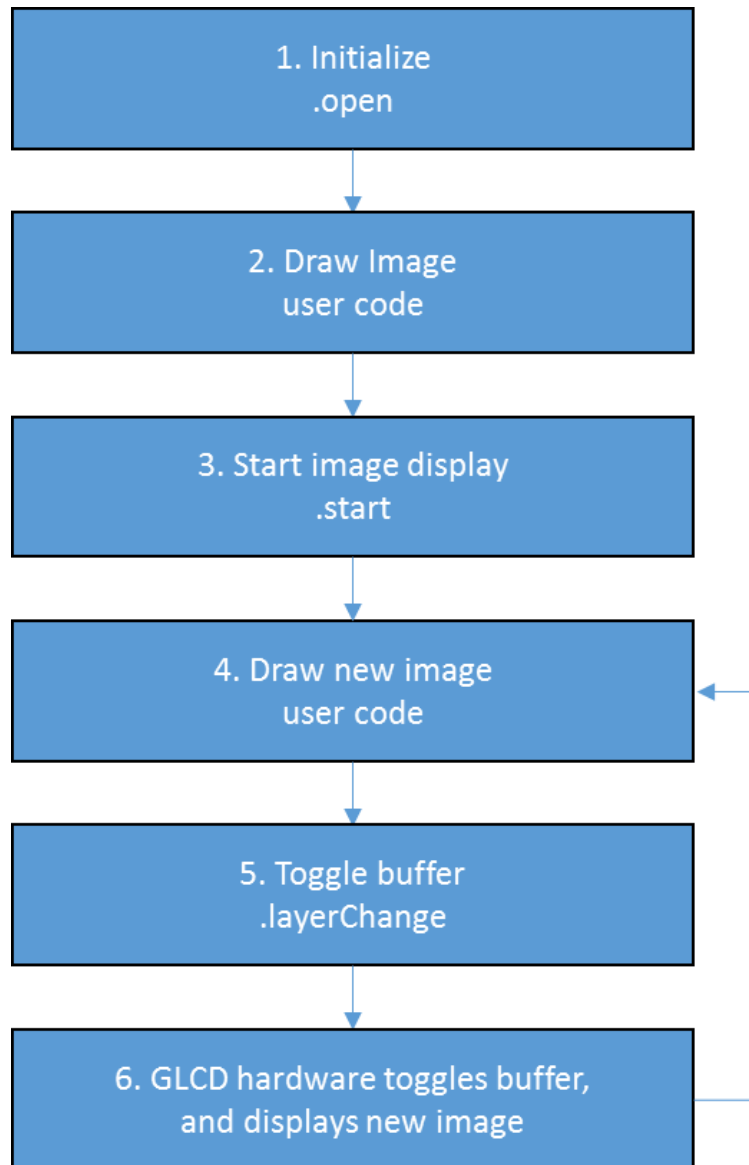 1. Initialize
.open
2. Draw Image
user code
3. Start image display
.start
4. Draw new image
user code
5. Toggle buffer
.layerChange
6. GLCD hardware toggles buffer,
and displays new image